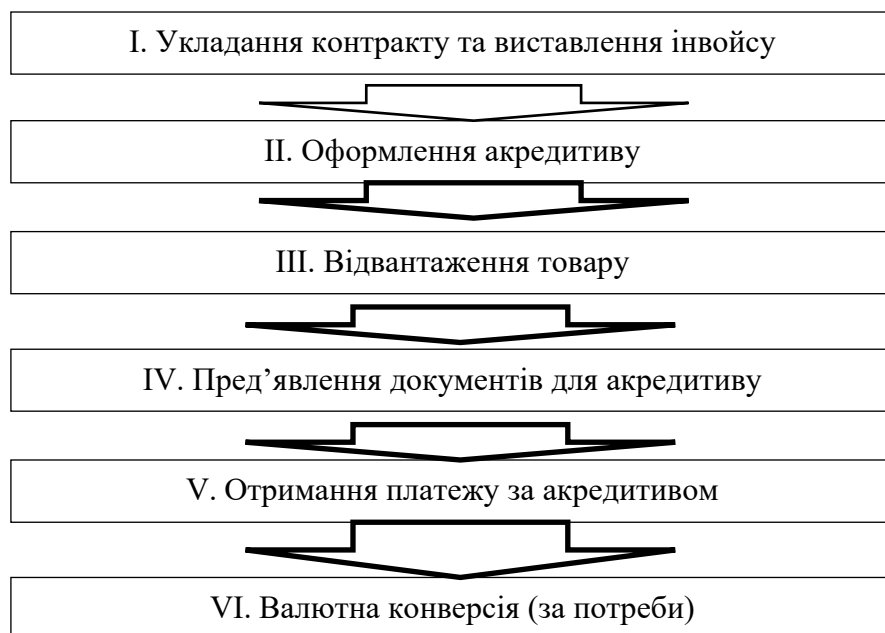 I. Укладання контракту та виставлення інвойсу
II. Оформлення акредитиву
III. Відвантаження товару
IV. Пред’явлення документів для акредитиву
V. Отримання платежу за акредитивом
VI. Валютна конверсія (за потреби)